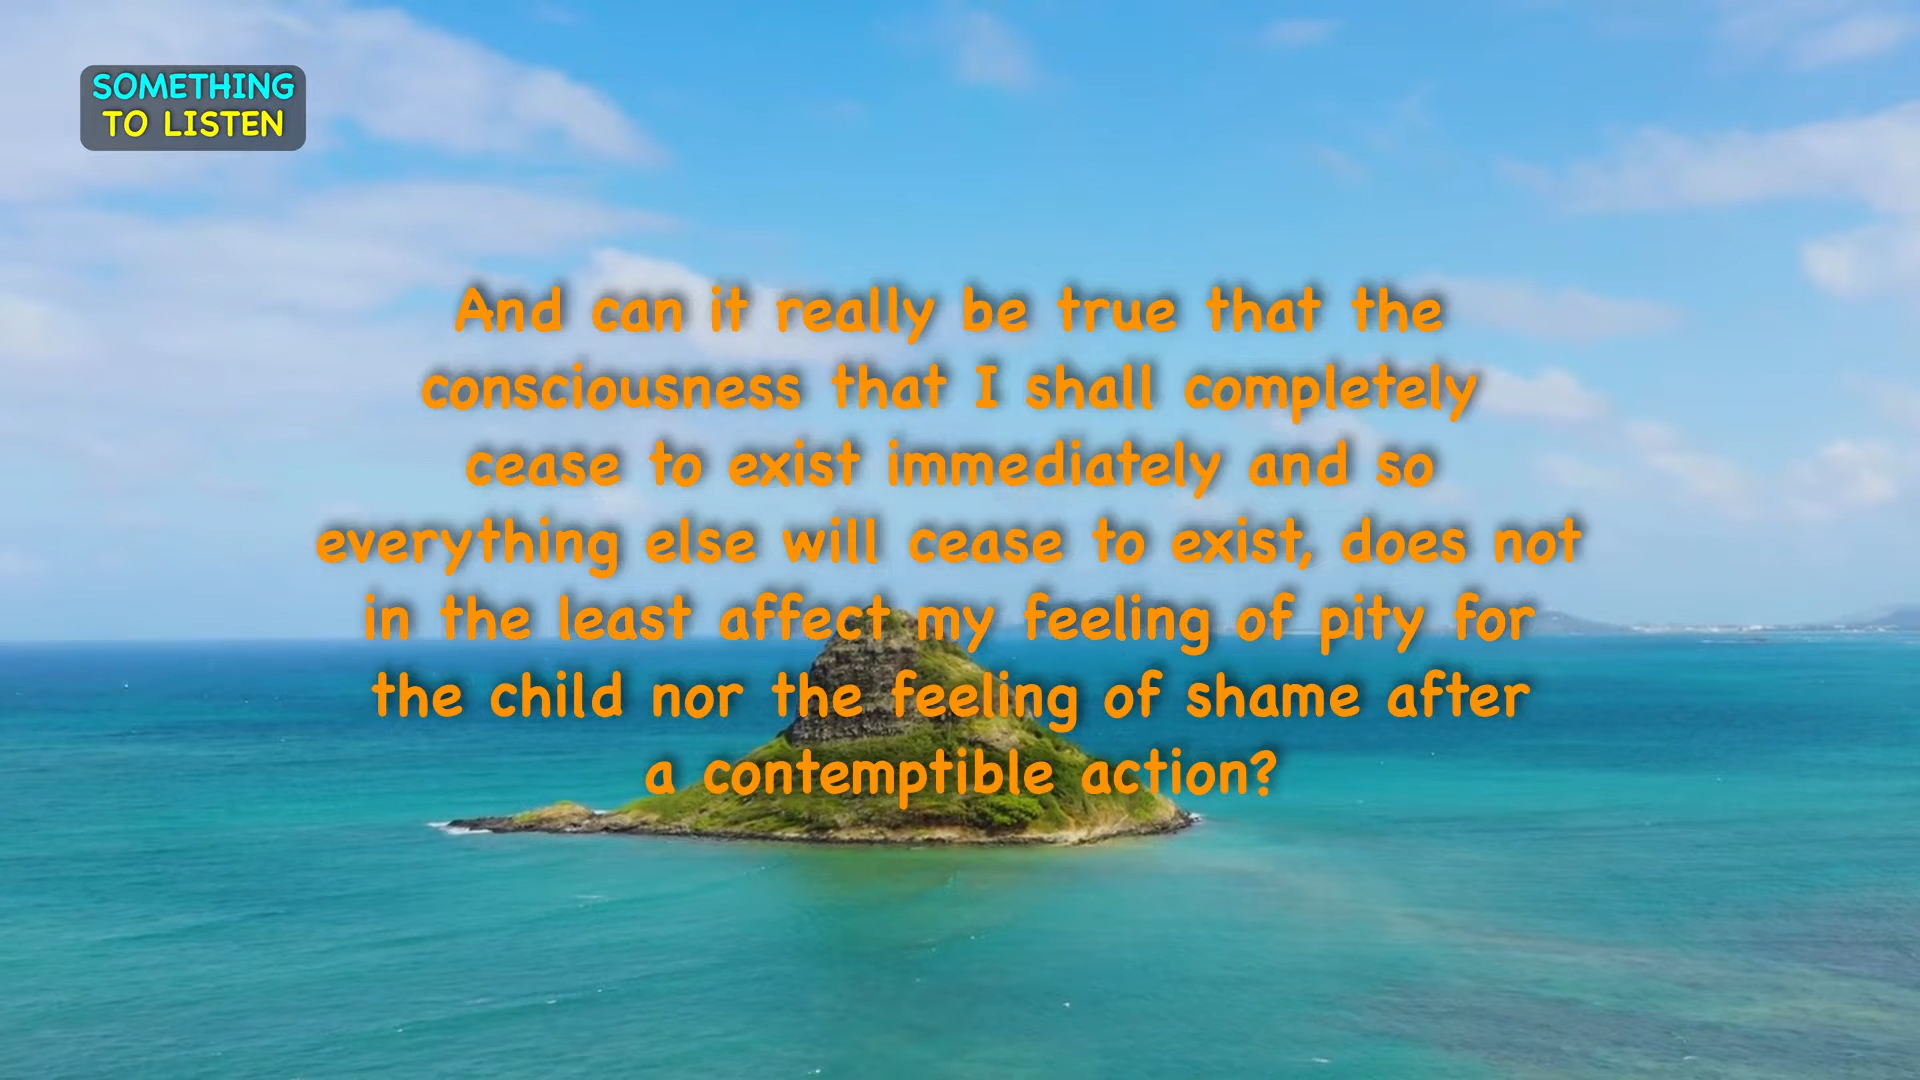 SOMETHING
TO LISTEN
And can it really be true that the
consciousness that I shall completely
cease to exist immediately and so
everything else will cease to exist, does not
in the least affect my feeling of pity for
the child nor the feeling of shame after
a contemptible action?